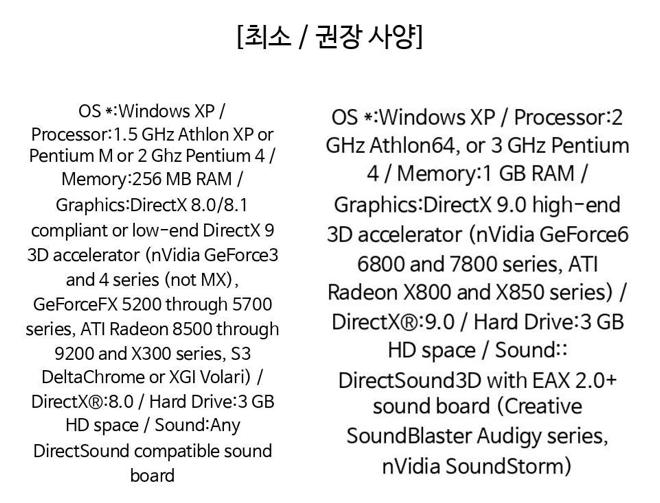 [최소 / 권장 사양]
OS *:Windows XP /
Processor:1.5 GHz Athlon XP or
Pentium M or 2 Ghz Pentium 4 /
Memory:256 MB RAM /
Graphics:DirectX 8.0/8.1
compliant or low-end DirectX 9
3D accelerator (nVidia GeForce3
and 4 series (not MX),
GeForceFX 5200 through 5700
series, ATI Radeon 8500 through
9200 and X300 series, S3
DeltaChrome or XGI Volari) /
DirectX®:8.0 / Hard Drive:3 GB
HD space / Sound:Any
DirectSound compatible sound
board
OS *:Windows XP / Processor:2
GHz Athlon64, or 3 GHz Pentium
4 / Memory:1 GB RAM /
Graphics:DirectX 9.0 high-end
3D accelerator (nVidia GeForce6
6800 and 7800 series, ATI
Radeon X800 and X850 series) /
DirectX®:9.0 / Hard Drive:3 GB
HD space / Sound::
DirectSound3D with EAX 2.0+
sound board (Creative
SoundBlaster Audigy series,
nVidia SoundStorm)